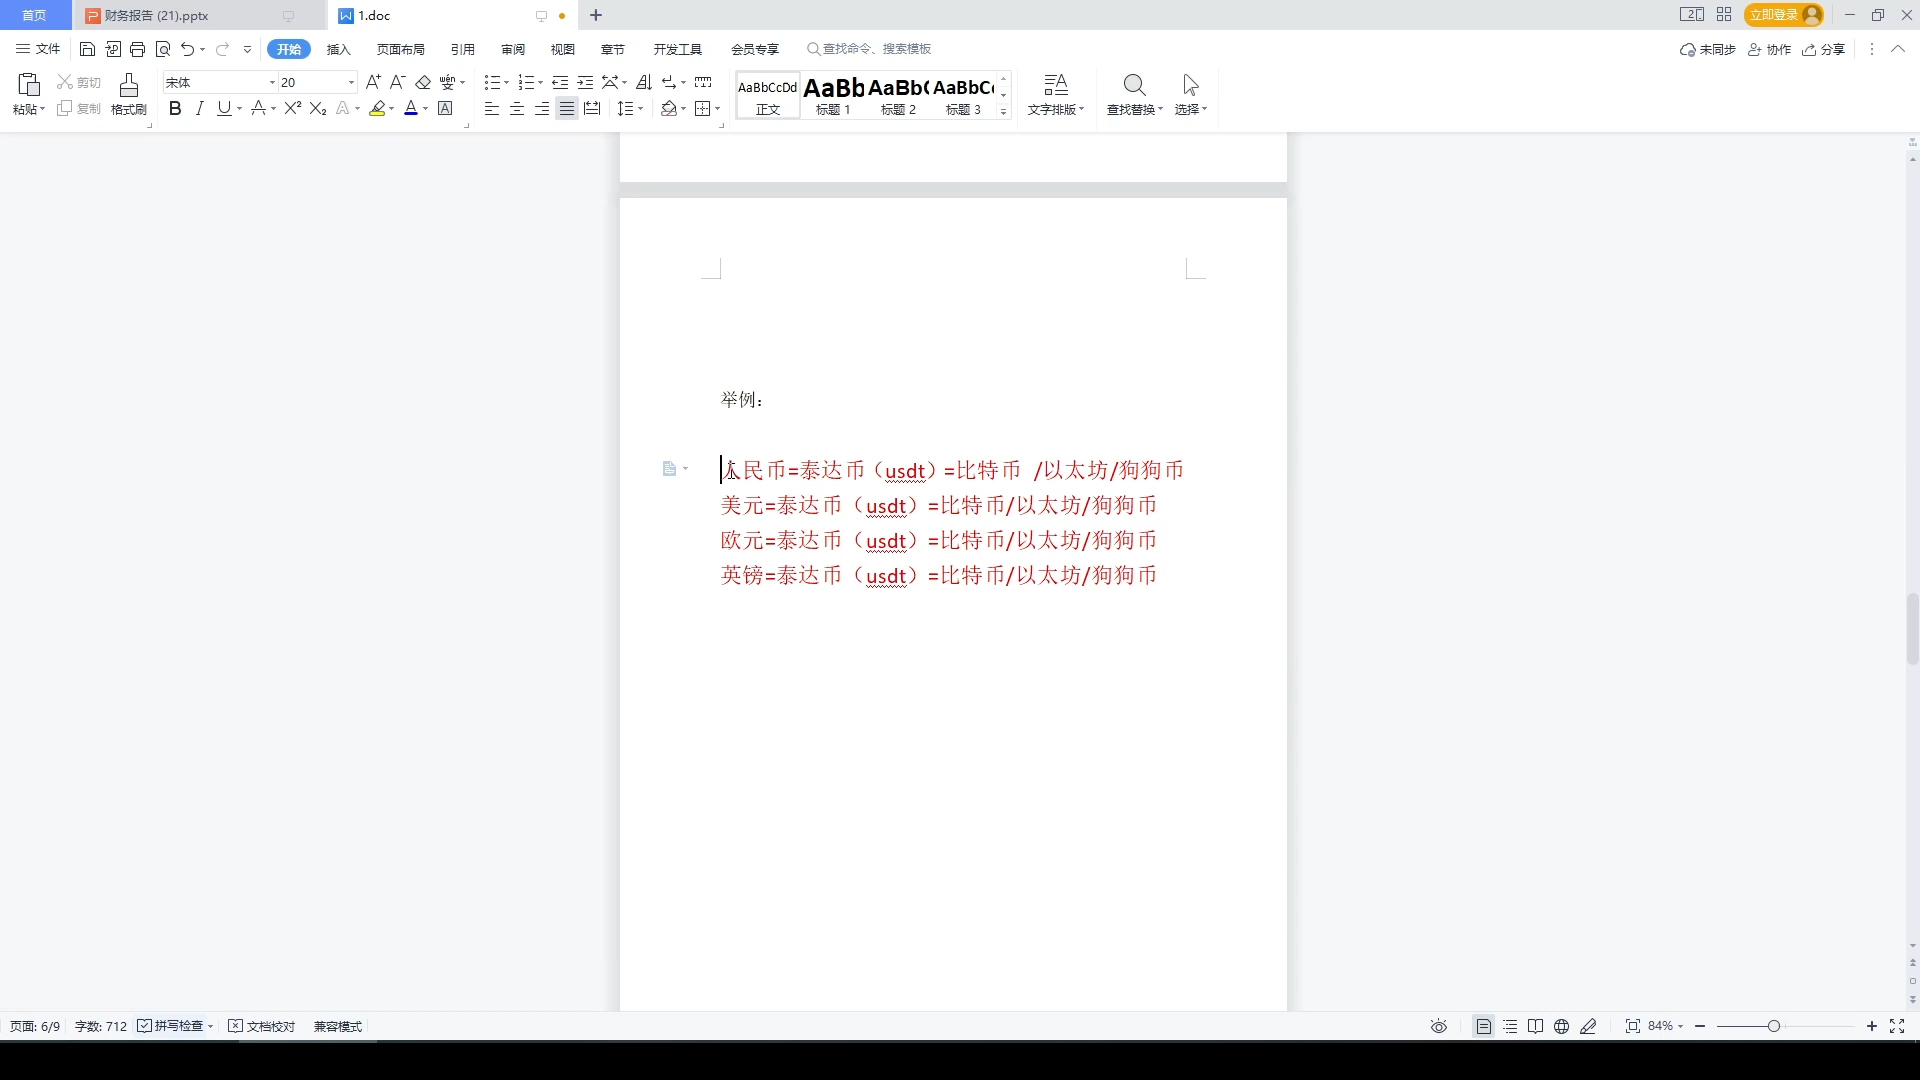 首页
财务报告 (21).pptx
1.doc
立即登录
文件
开始
插入
页面布局
引用
审阅
视图
章节
开发工具
会员专享
查找命令、搜索模板
未同步
协作
分享
粘贴
剪切
复制
格式刷
宋体
20
AaBbCcDd
正文
AaBb
标题 1
AaBb(
标题 2
AaBbC
标题 3
文字排版
查找替换
选择
举例：
人民币=泰达币（usdt）=比特币 /以太坊/狗狗币
美元=泰达币（usdt）=比特币/以太坊/狗狗币
欧元=泰达币（usdt）=比特币/以太坊/狗狗币
英镑=泰达币（usdt）=比特币/以太坊/狗狗币
页面: 6/9
字数: 712
拼写检查
文档校对
兼容模式
84%